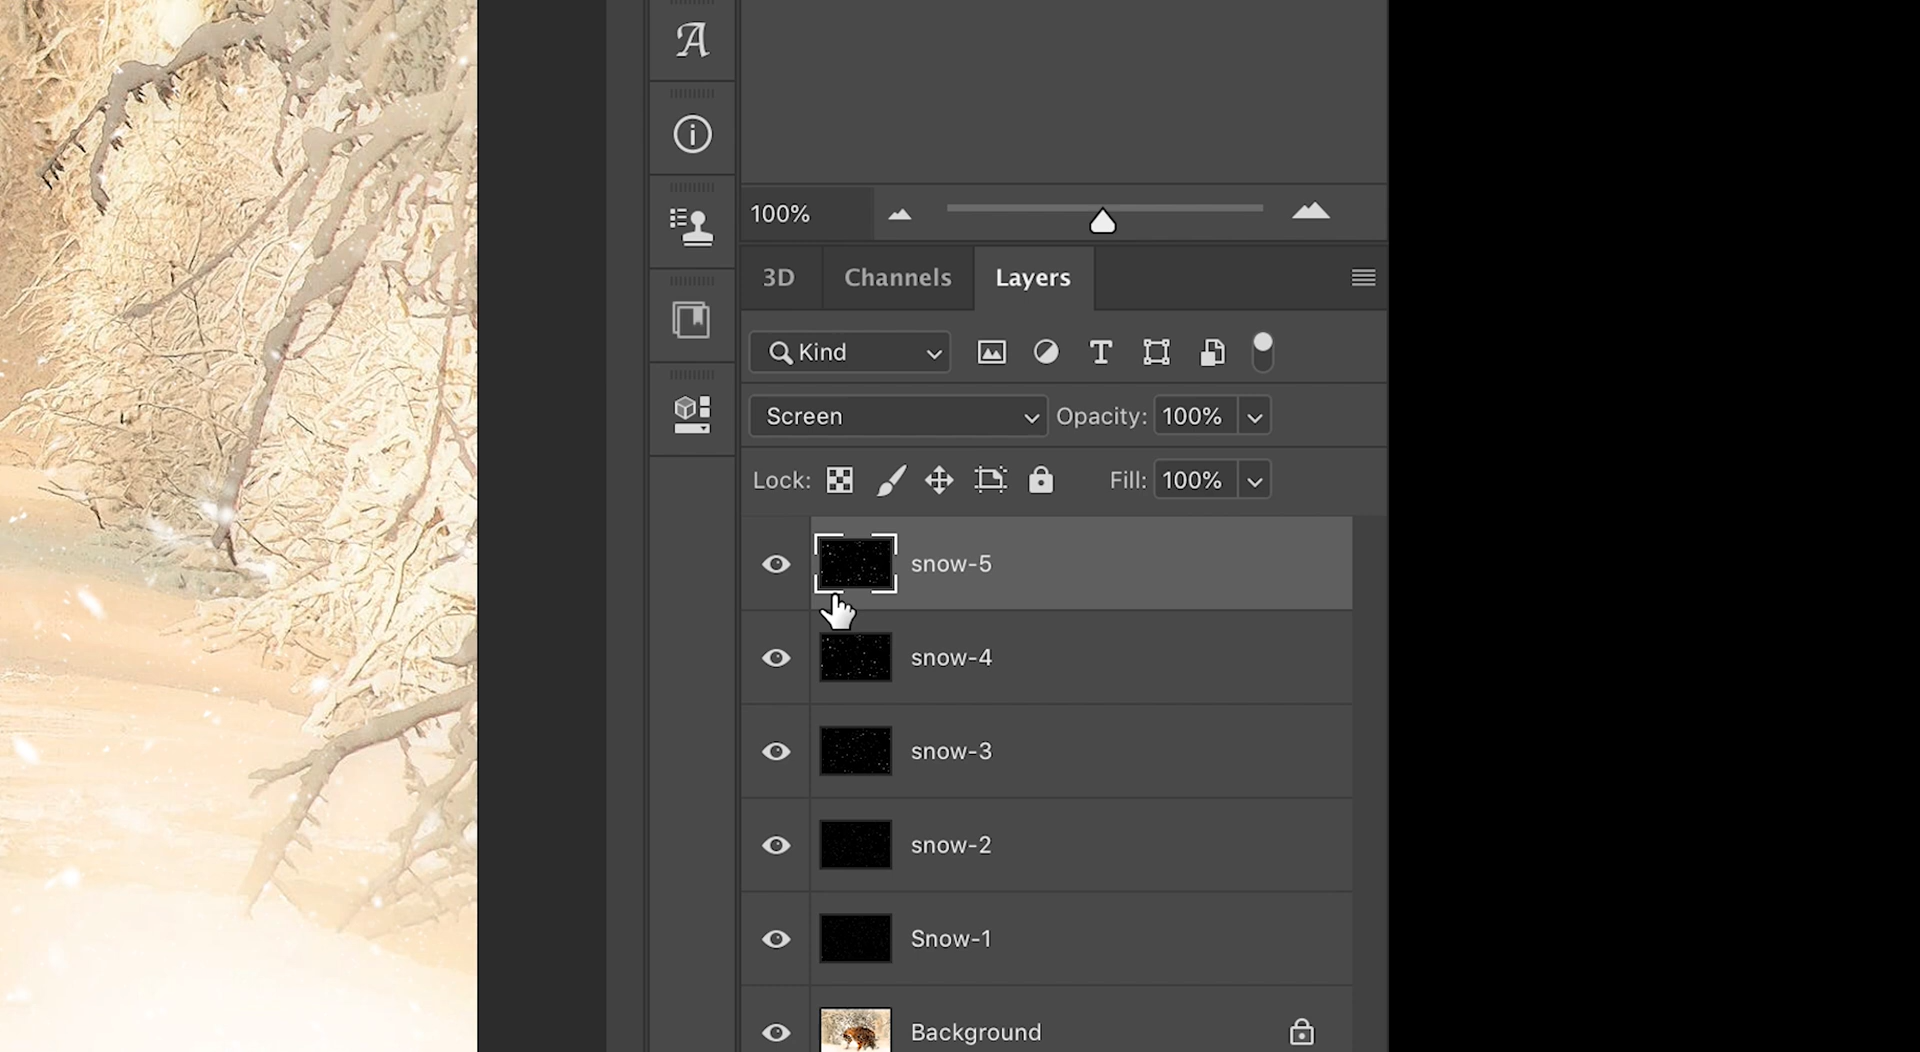 A
100%
3D Channels Layers
Kind
Screen Opacity: 100%
Lock: Fill: 100%
snow-5
snow-4
snow-3
snow-2
Snow-1
Background